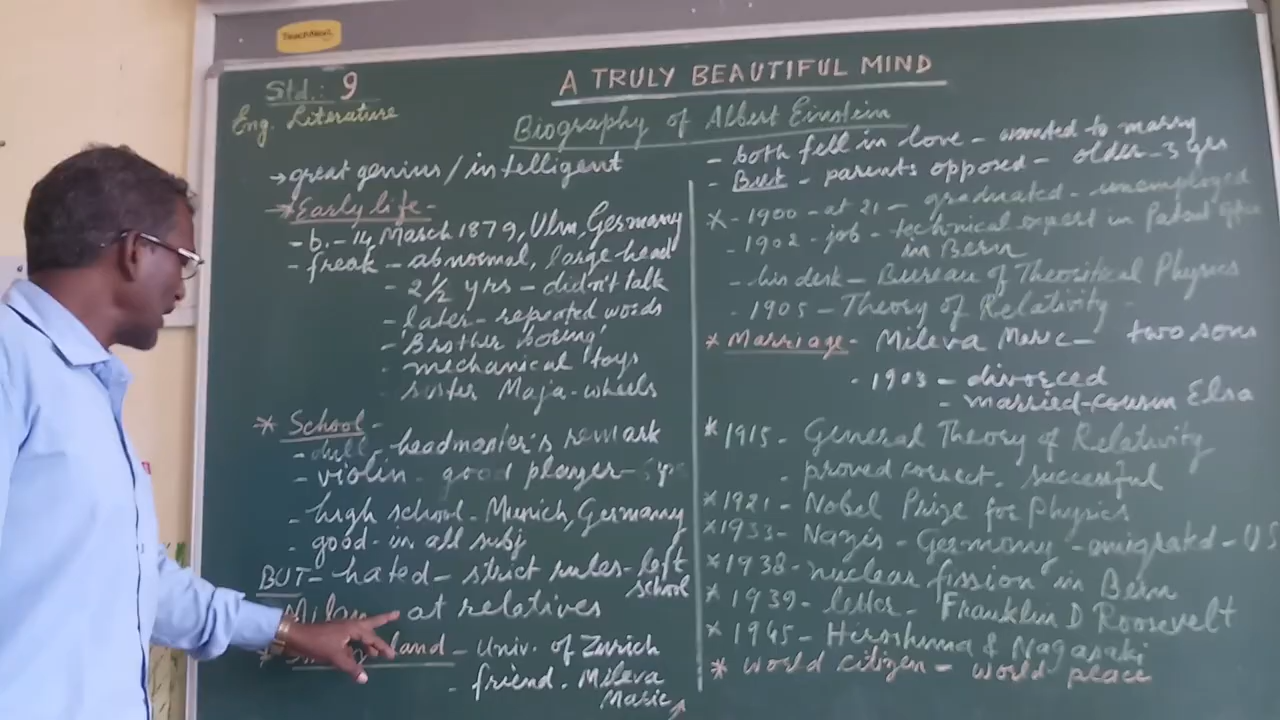 TeachNext
Std.: 9
Eng. Literature
A TRULY BEAUTIFUL MIND
Biography of Albert Einstein
→ great genius / intelligent
→ Early life -
- b. - 14 March 1879, Ulm, Germany
- freak - abnormal, large head
- 2 1/2 yrs - didn't talk
- later - repeated words
- 'Brother boring'
- mechanical toys
- sister Maja - wheels
* School -
- dull - headmaster's remark
- violin - good player -
- high school - Munich, Germany
- good - in all subj
BUT - hated - strict rules - left
school
Milan at relatives
land - Univ. of Zurich
- friend - Mileva
Maric
- both fell in love - wanted to marry
- But - parents opposed - older - 3 yrs
* - 1900 - at 21 - graduated - unemployed
- 1902 - job - technical expert in Patent
in Bern
- his desk - Bureau of Theoritical Physics
- 1905 - Theory of Relativity -
* Marriage - Mileva Maric - two sons
- 1903 - divorced
- married - cousin Elsa
* 1915 - General Theory of Relativity
- proved correct - successful
* 1921 - Nobel Prize for Physics
* 1933 - Nazis - Germany - emigrated - US
* 1938 - nuclear fission in Bern
* 1939 - letter - Franklin D Roosevelt
* 1945 - Hiroshima & Nagasaki
* world citizen - world peace